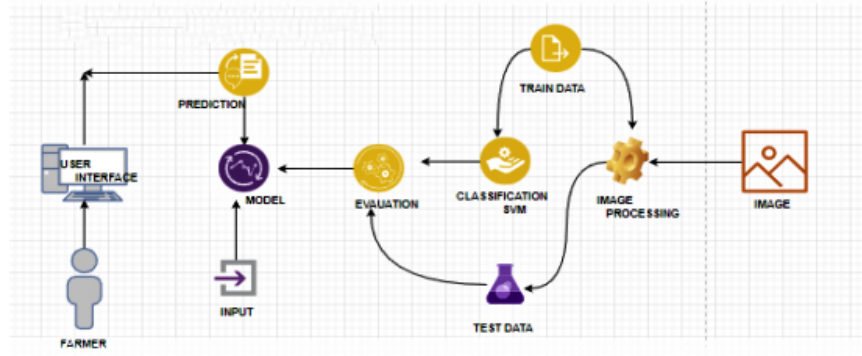 TRAIN DATA
PREDICTION
USER
INTERFACE
MODEL
EVAUATION
CLASSIFICATION
SVM
IMAGE
PROCESSING
IMAGE
INPUT
TEST DATA
FARMER